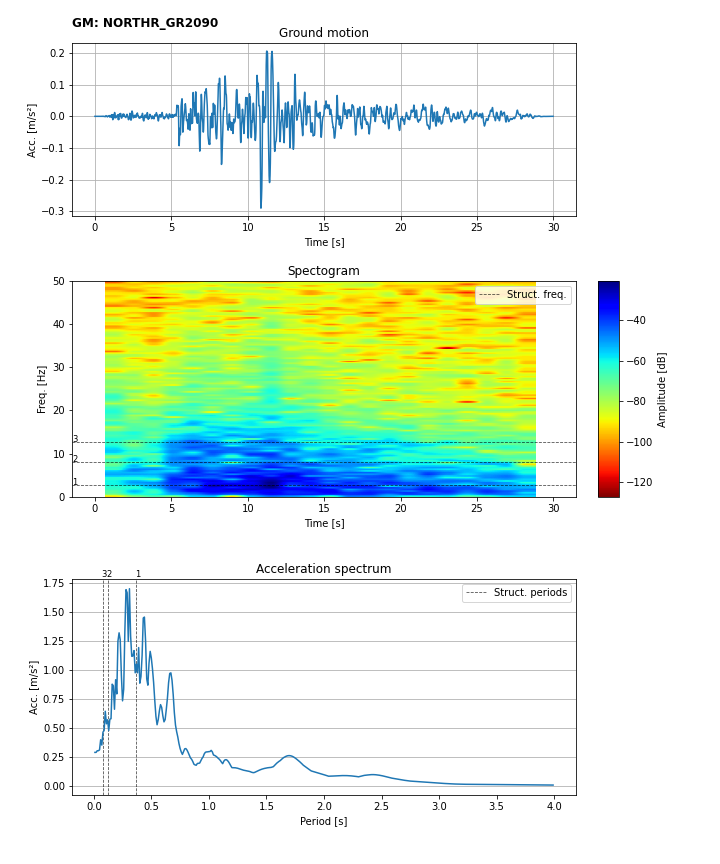 GM: NORTHR_GR2090
Ground motion
0.2
0.1
0.0
−0.1
−0.2
−0.3
Acc. [m/s²]
0 5 10 15 20 25 30
Time [s]
Spectogram
50
40
30
20
10
0
Freq. [Hz]
Struct. freq.
3
2
1
0 5 10 15 20 25 30
Time [s]
−40
−60
−80
−100
−120
Amplitude [dB]
Acceleration spectrum
3 2 1
1.75
1.50
1.25
1.00
0.75
0.50
0.25
0.00
Acc. [m/s²]
Struct. periods
0.0 0.5 1.0 1.5 2.0 2.5 3.0 3.5 4.0
Period [s]